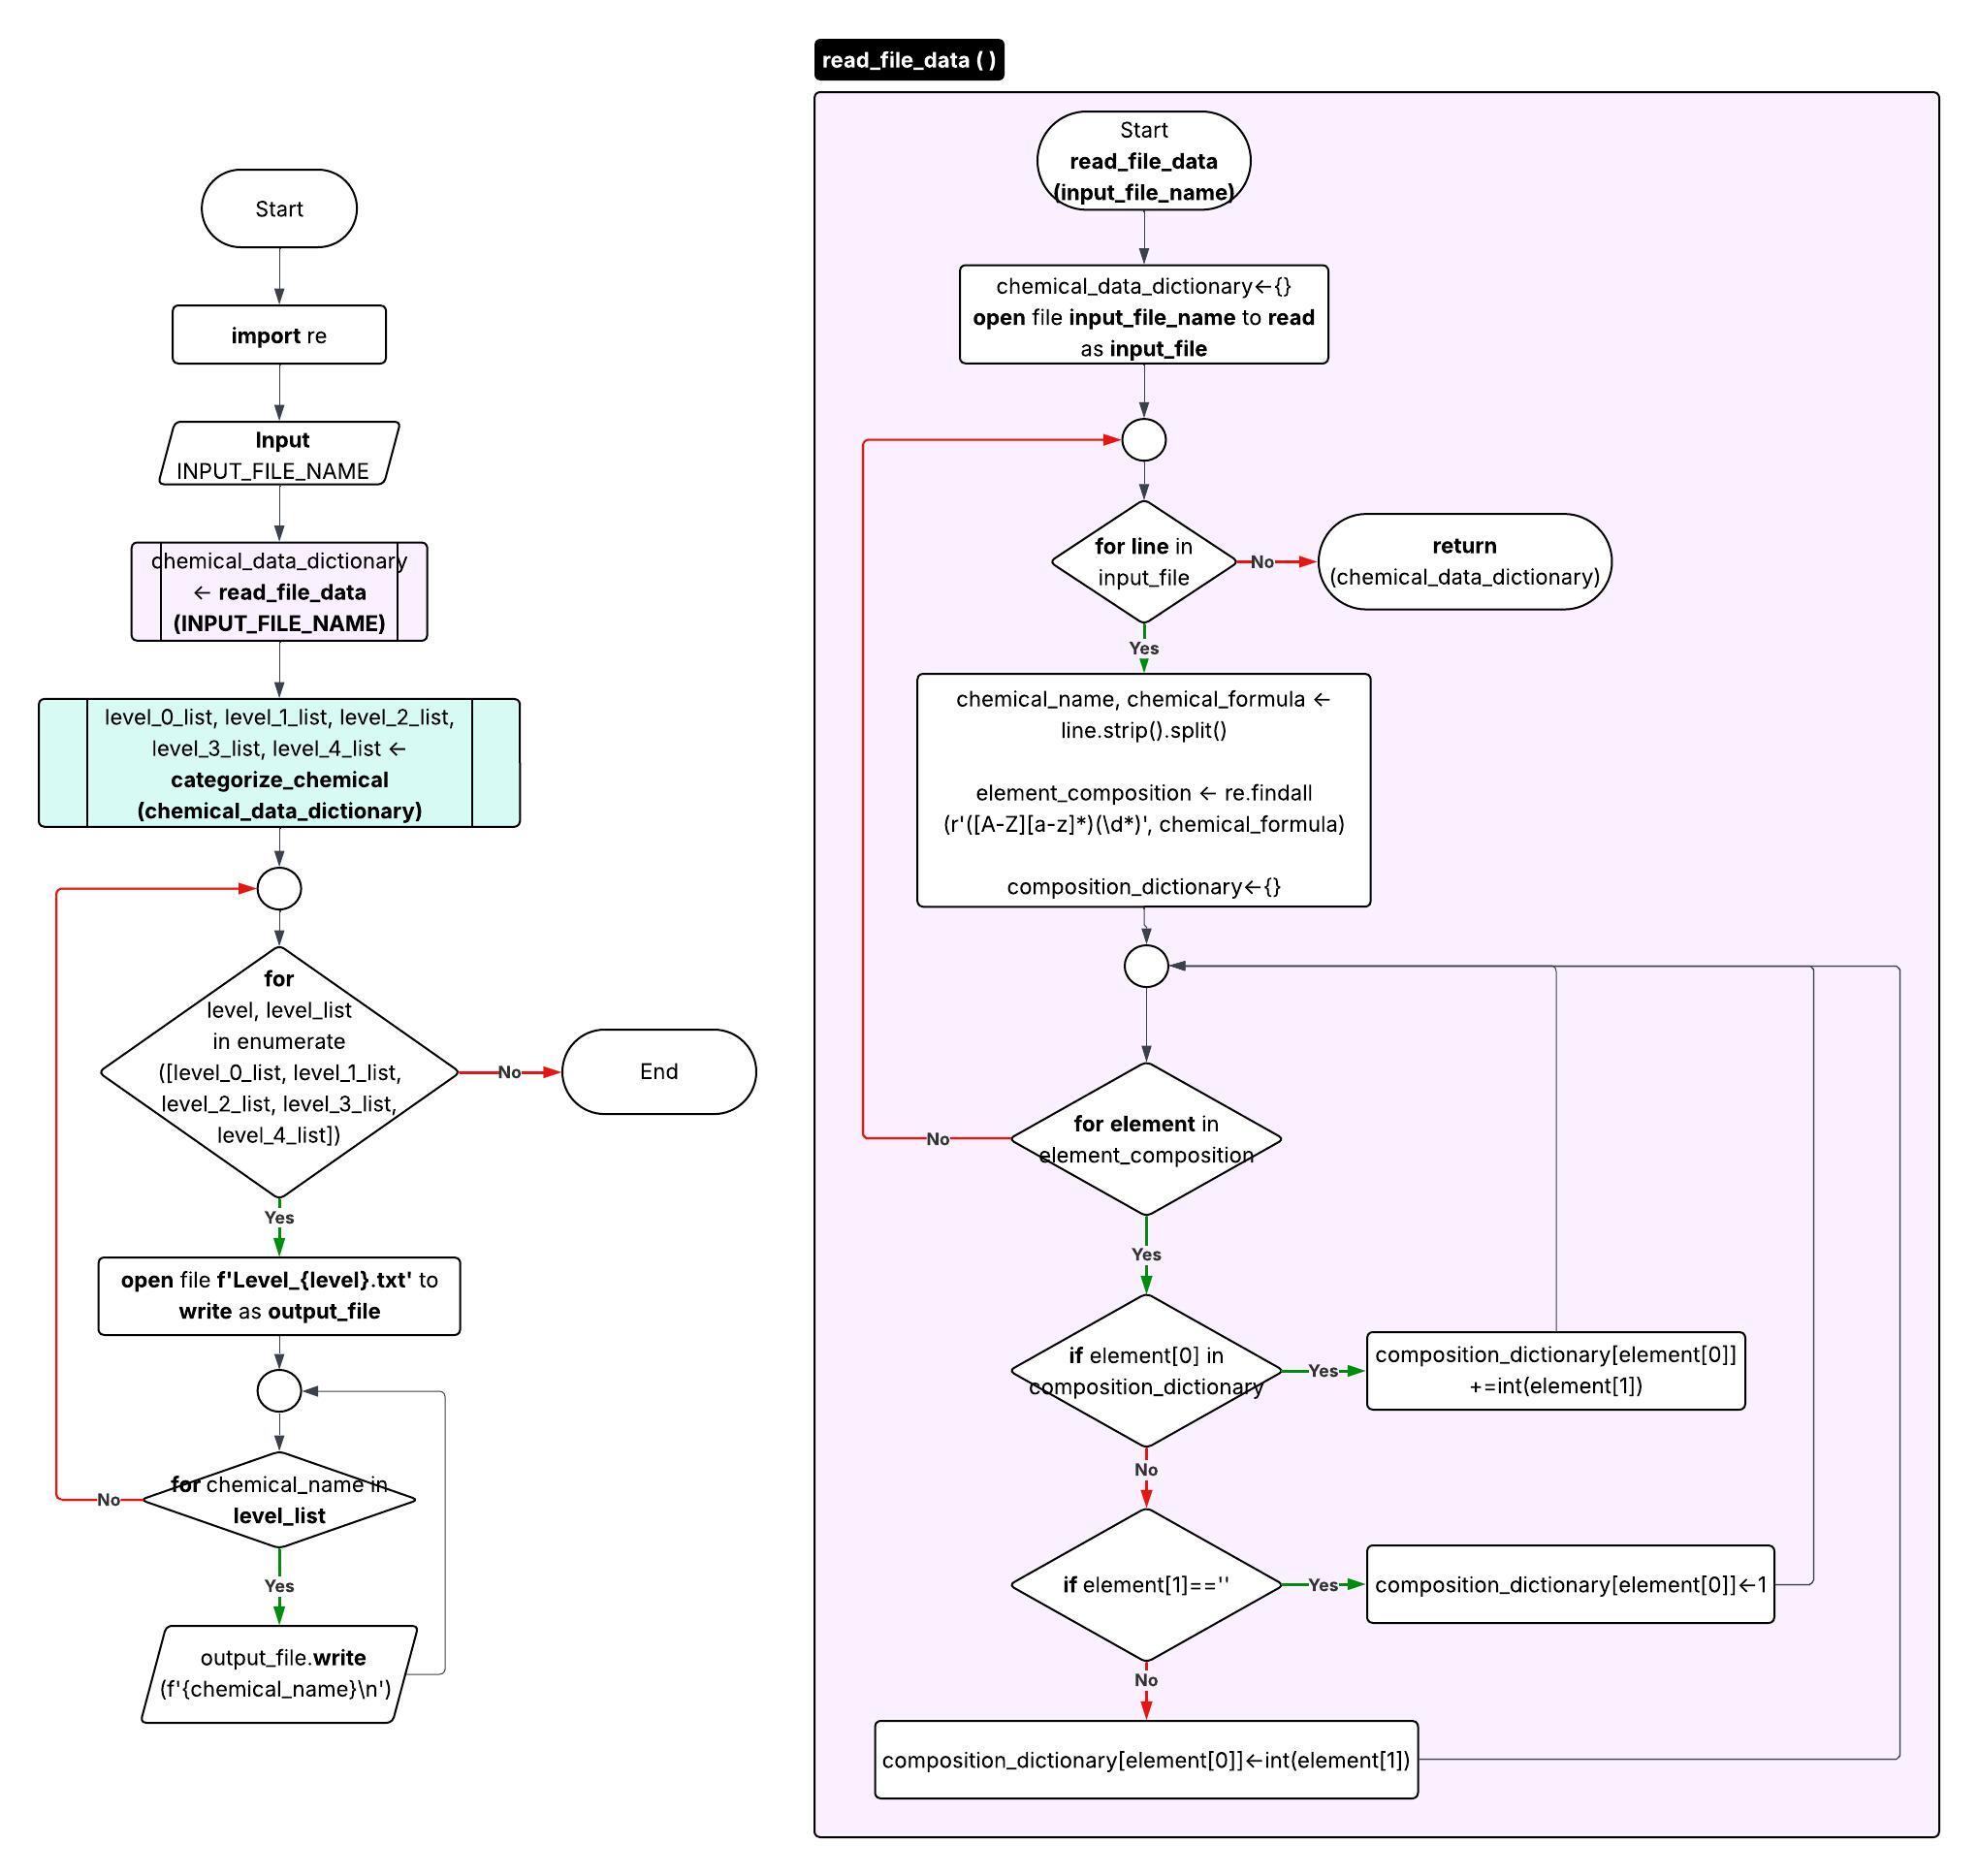 Start
import re
Input
INPUT_FILE_NAME
chemical_data_dictionary
← read_file_data
(INPUT_FILE_NAME)
level_0_list, level_1_list, level_2_list,
level_3_list, level_4_list ←
categorize_chemical
(chemical_data_dictionary)
for
level, level_list
in enumerate
([level_0_list, level_1_list,
level_2_list, level_3_list,
level_4_list])
No
End
Yes
open file f'Level_{level}.txt' to
write as output_file
for chemical_name in
level_list
No
Yes
output_file.write
(f'{chemical_name}\n')
read_file_data ( )
Start
read_file_data
(input_file_name)
chemical_data_dictionary←{}
open file input_file_name to read
as input_file
for line in
input_file
No
return
(chemical_data_dictionary)
Yes
chemical_name, chemical_formula ←
line.strip().split()
element_composition ← re.findall
(r'([A-Z][a-z]*)(\d*)', chemical_formula)
composition_dictionary←{}
for element in
element_composition
No
Yes
if element[0] in
composition_dictionary
Yes
composition_dictionary[element[0]]
+=int(element[1])
No
if element[1]==''
Yes
composition_dictionary[element[0]]←1
No
composition_dictionary[element[0]]←int(element[1])